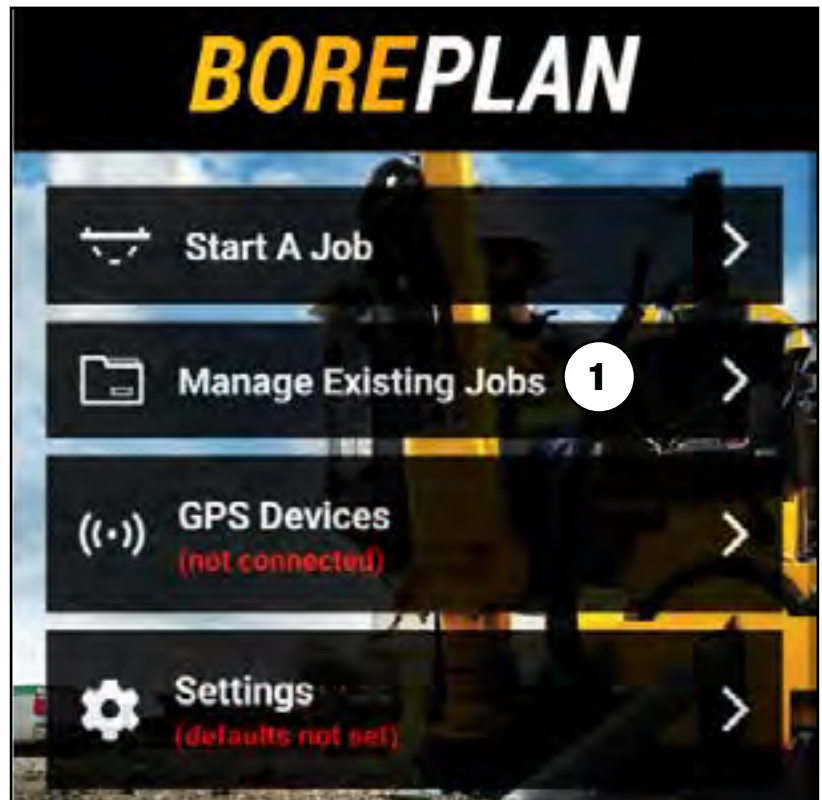 BOREPLAN
Start A Job
Manage Existing Jobs 1
GPS Devices
(not connected)
Settings
(defaults not set)